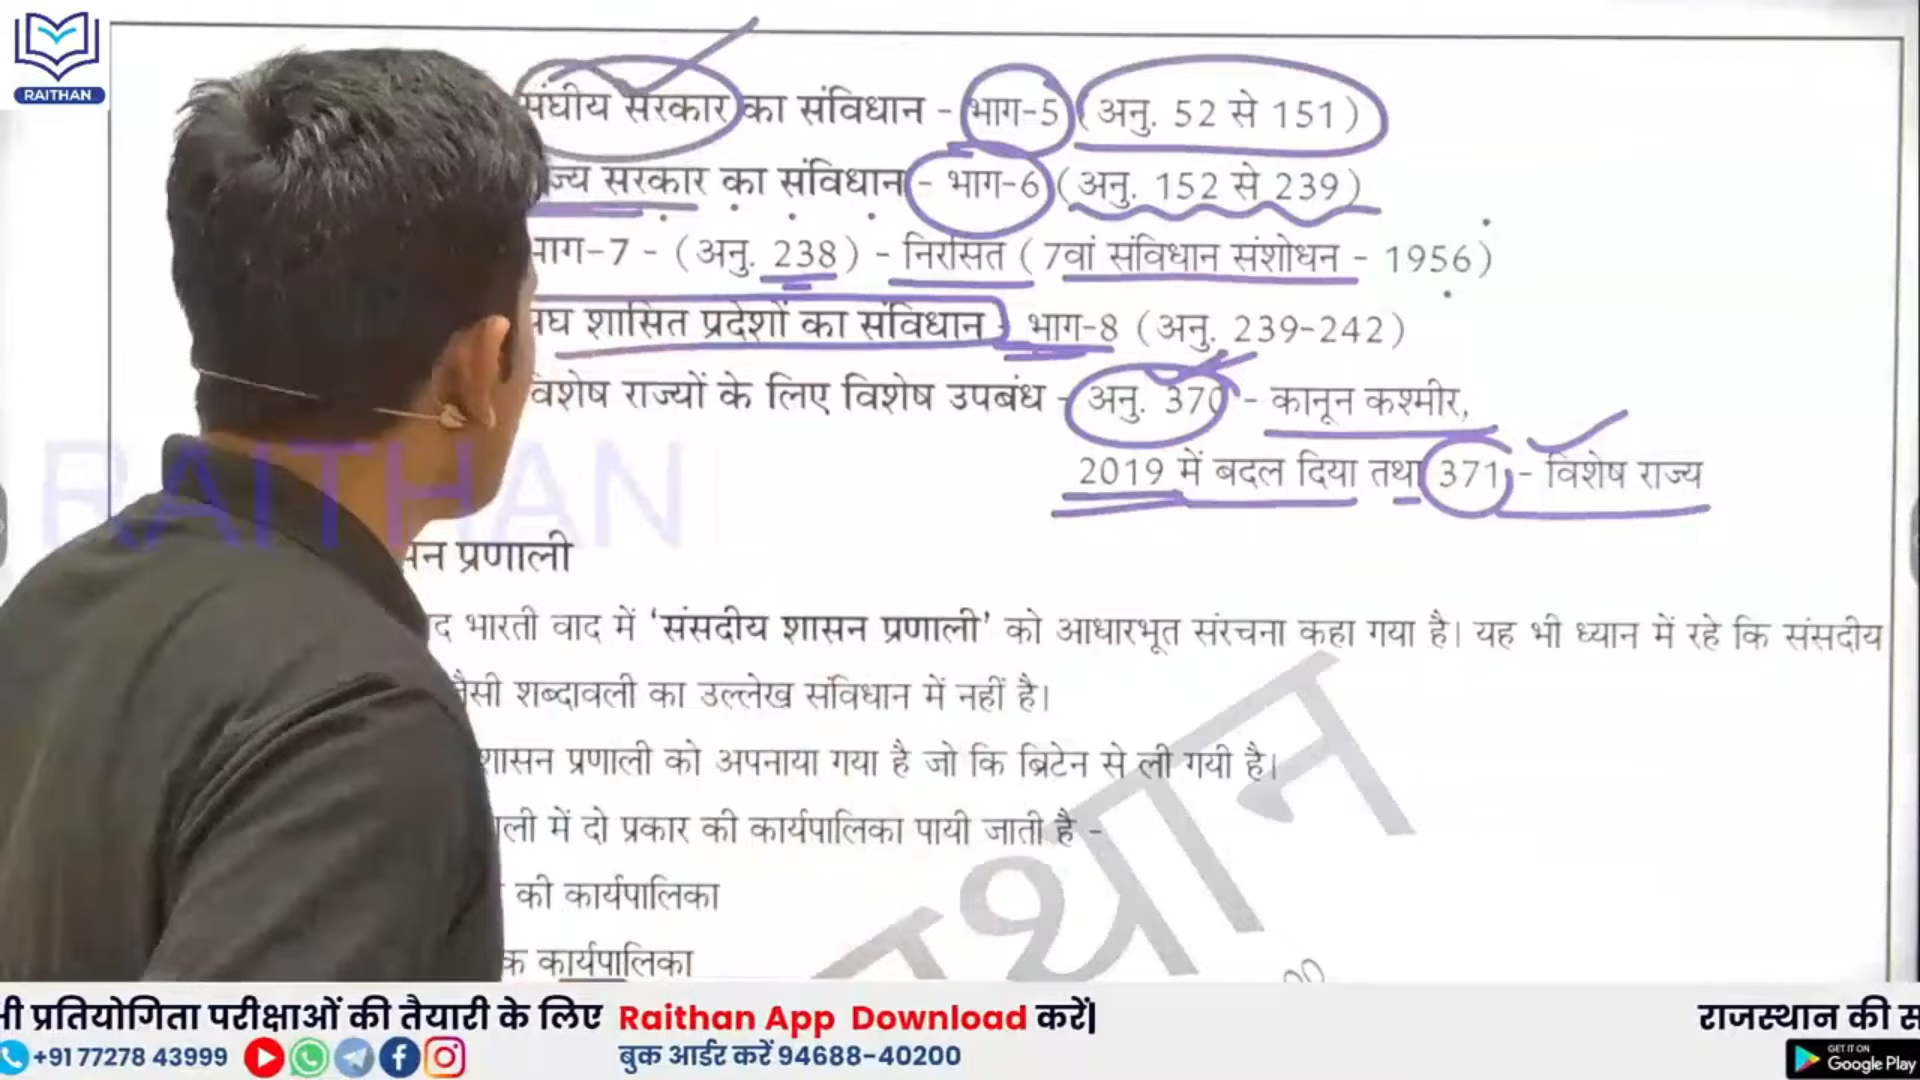 RAITHAN
संघीय सरकार का संविधान - भाग-5 (अनु. 52 से 151)
राज्य सरकार का संविधान - भाग-6 (अनु. 152 से 239)
भाग-7 - (अनु. 238) - निरसित (7वां संविधान संशोधन - 1956)
संघ शासित प्रदेशों का संविधान - भाग-8 (अनु. 239-242)
विशेष राज्यों के लिए विशेष उपबंध - अनु. 370 - कानून कश्मीर,
2019 में बदल दिया तथा 371 - विशेष राज्य
RAITHAN
प्रणाली
भारती वाद में ‘संसदीय शासन प्रणाली’ को आधारभूत संरचना कहा गया है। यह भी ध्यान में रहे कि संसदीय
जैसी शब्दावली का उल्लेख संविधान में नहीं है।
शासन प्रणाली को अपनाया गया है जो कि ब्रिटेन से ली गयी है।
में दो प्रकार की कार्यपालिका पायी जाती है -
की कार्यपालिका
कार्यपालिका
प्रतियोगिता परीक्षाओं की तैयारी के लिए Raithan App Download करें|
राजस्थान की
+91 77278 43999
बुक आर्डर करें 94688-40200
GET IT ON
Google Play